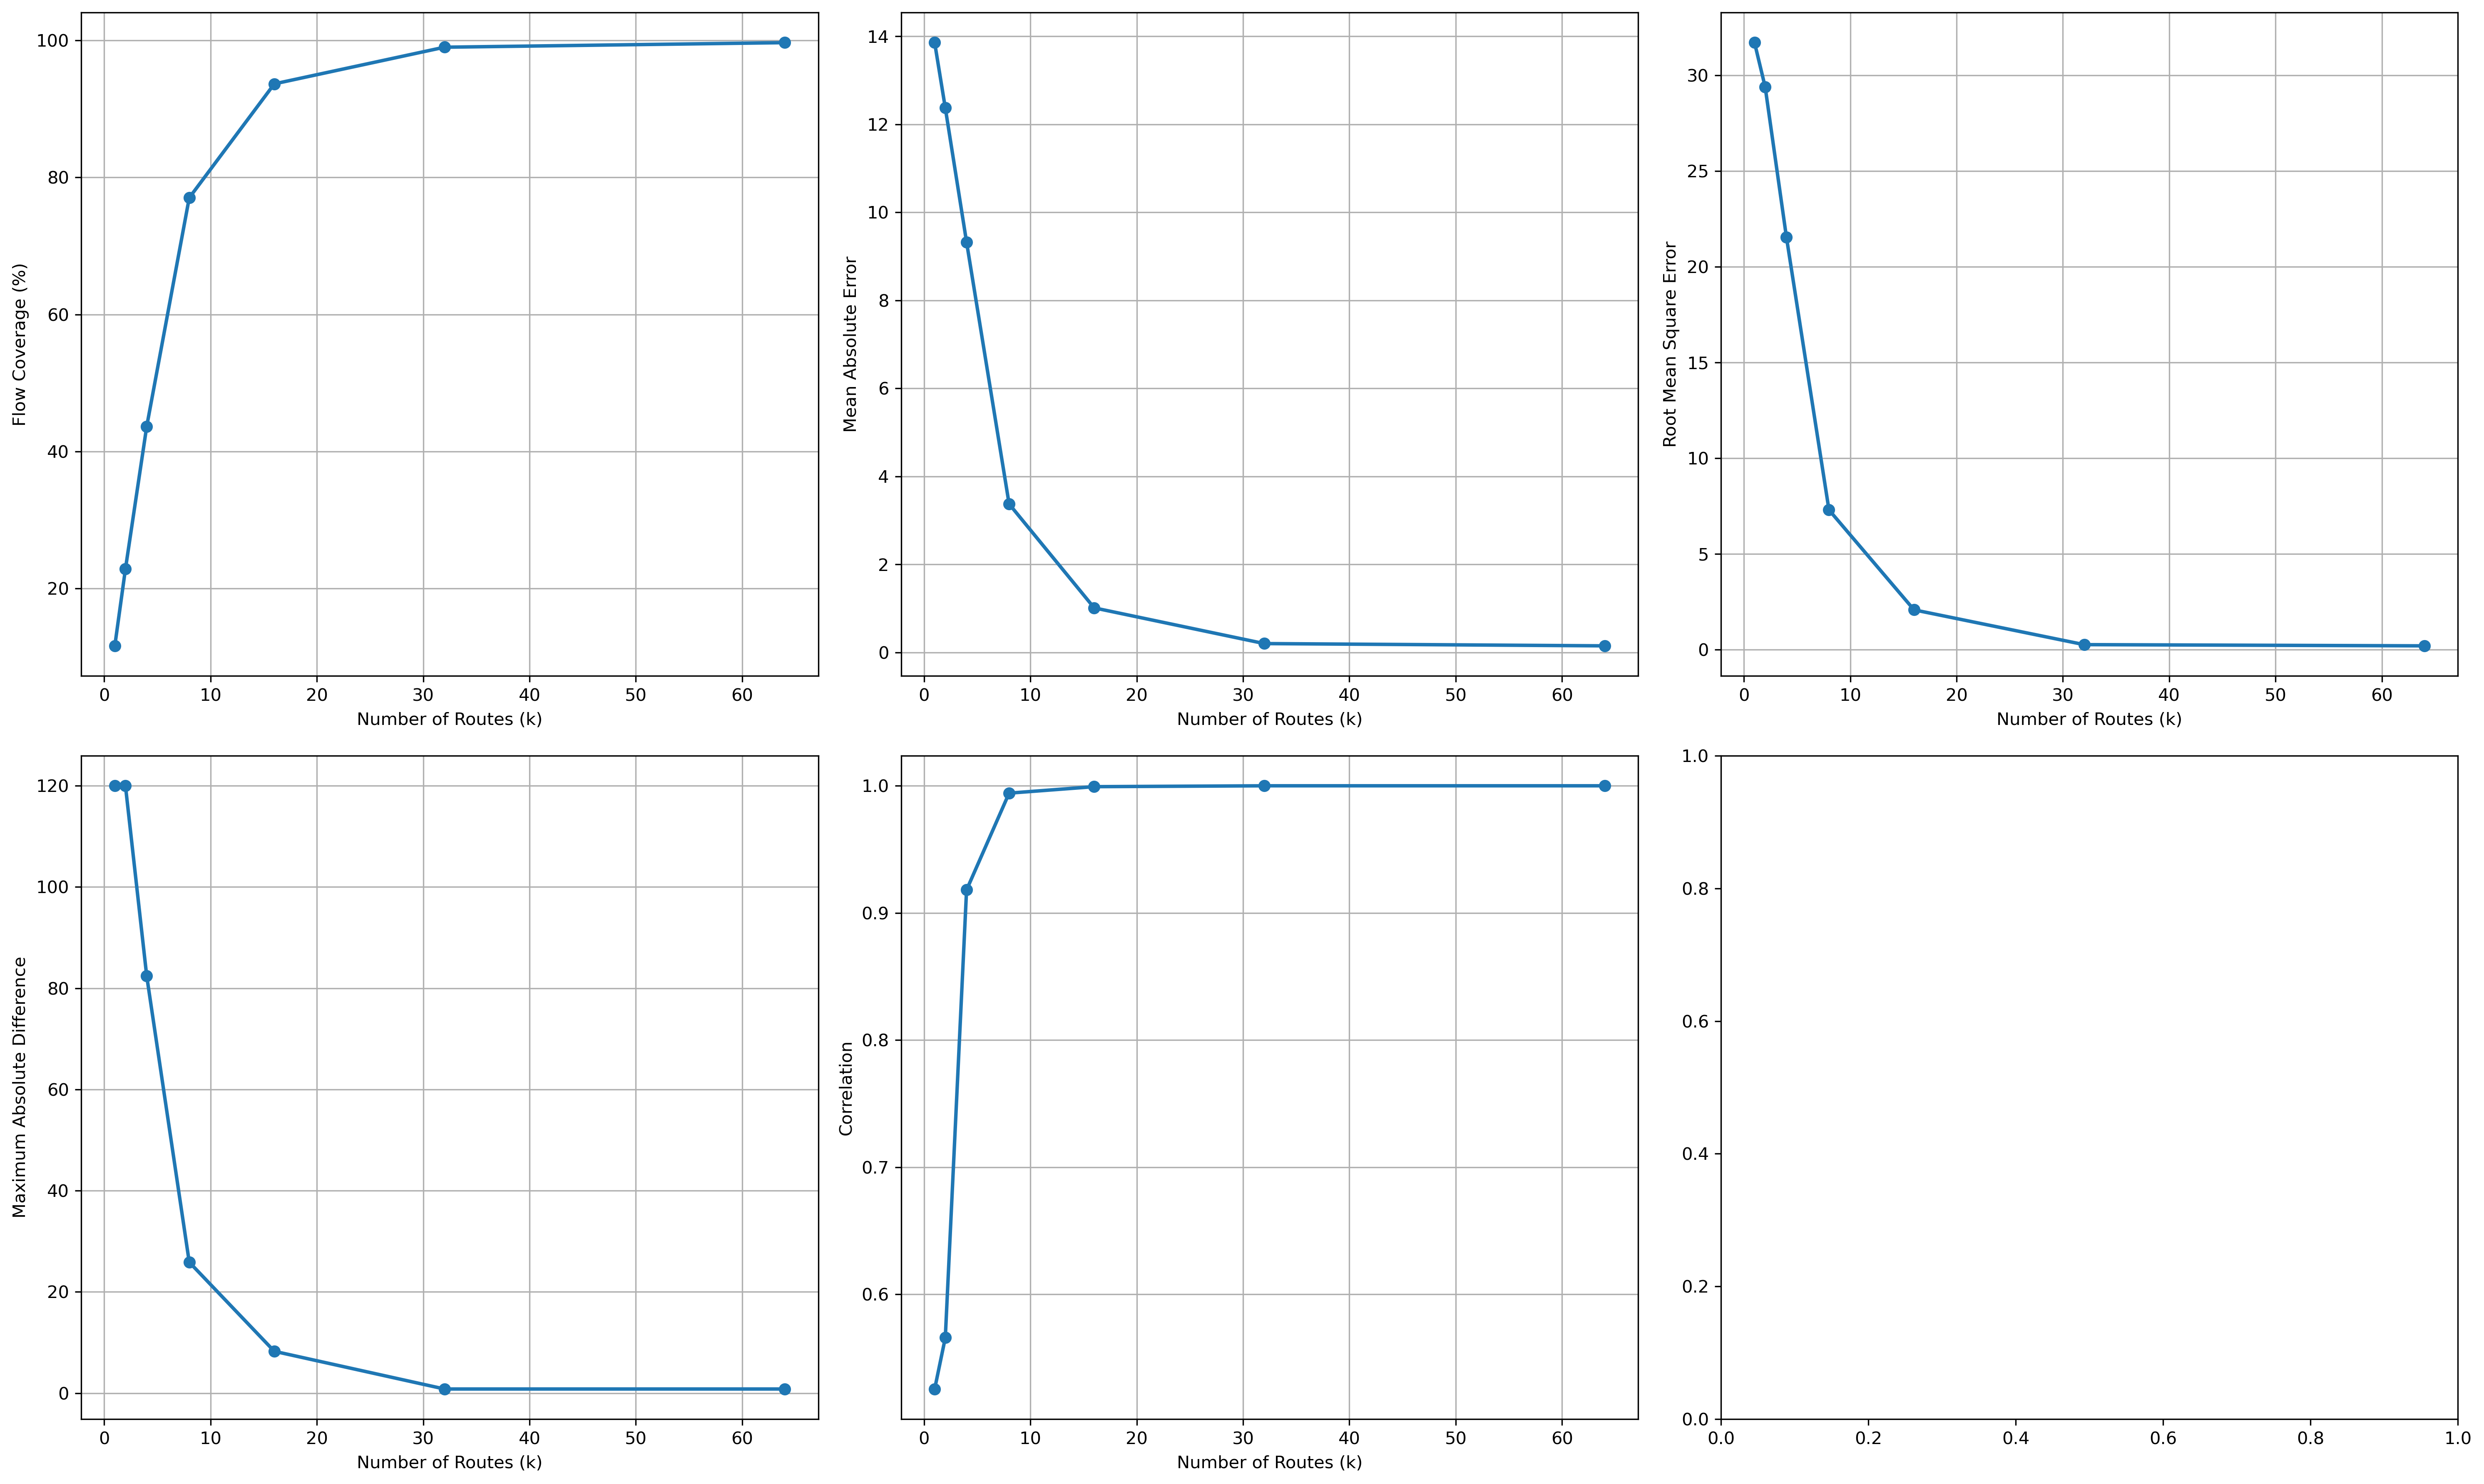 100
80
60
40
20
Flow Coverage (%)
0 10 20 30 40 50 60
Number of Routes (k)
14
12
10
8
6
4
2
0
Mean Absolute Error
0 10 20 30 40 50 60
Number of Routes (k)
30
25
20
15
10
5
0
Root Mean Square Error
0 10 20 30 40 50 60
Number of Routes (k)
120
100
80
60
40
20
0
Maximum Absolute Difference
0 10 20 30 40 50 60
Number of Routes (k)
1.0
0.9
0.8
0.7
0.6
Correlation
0 10 20 30 40 50 60
Number of Routes (k)
1.0
0.8
0.6
0.4
0.2
0.0
0.0 0.2 0.4 0.6 0.8 1.0